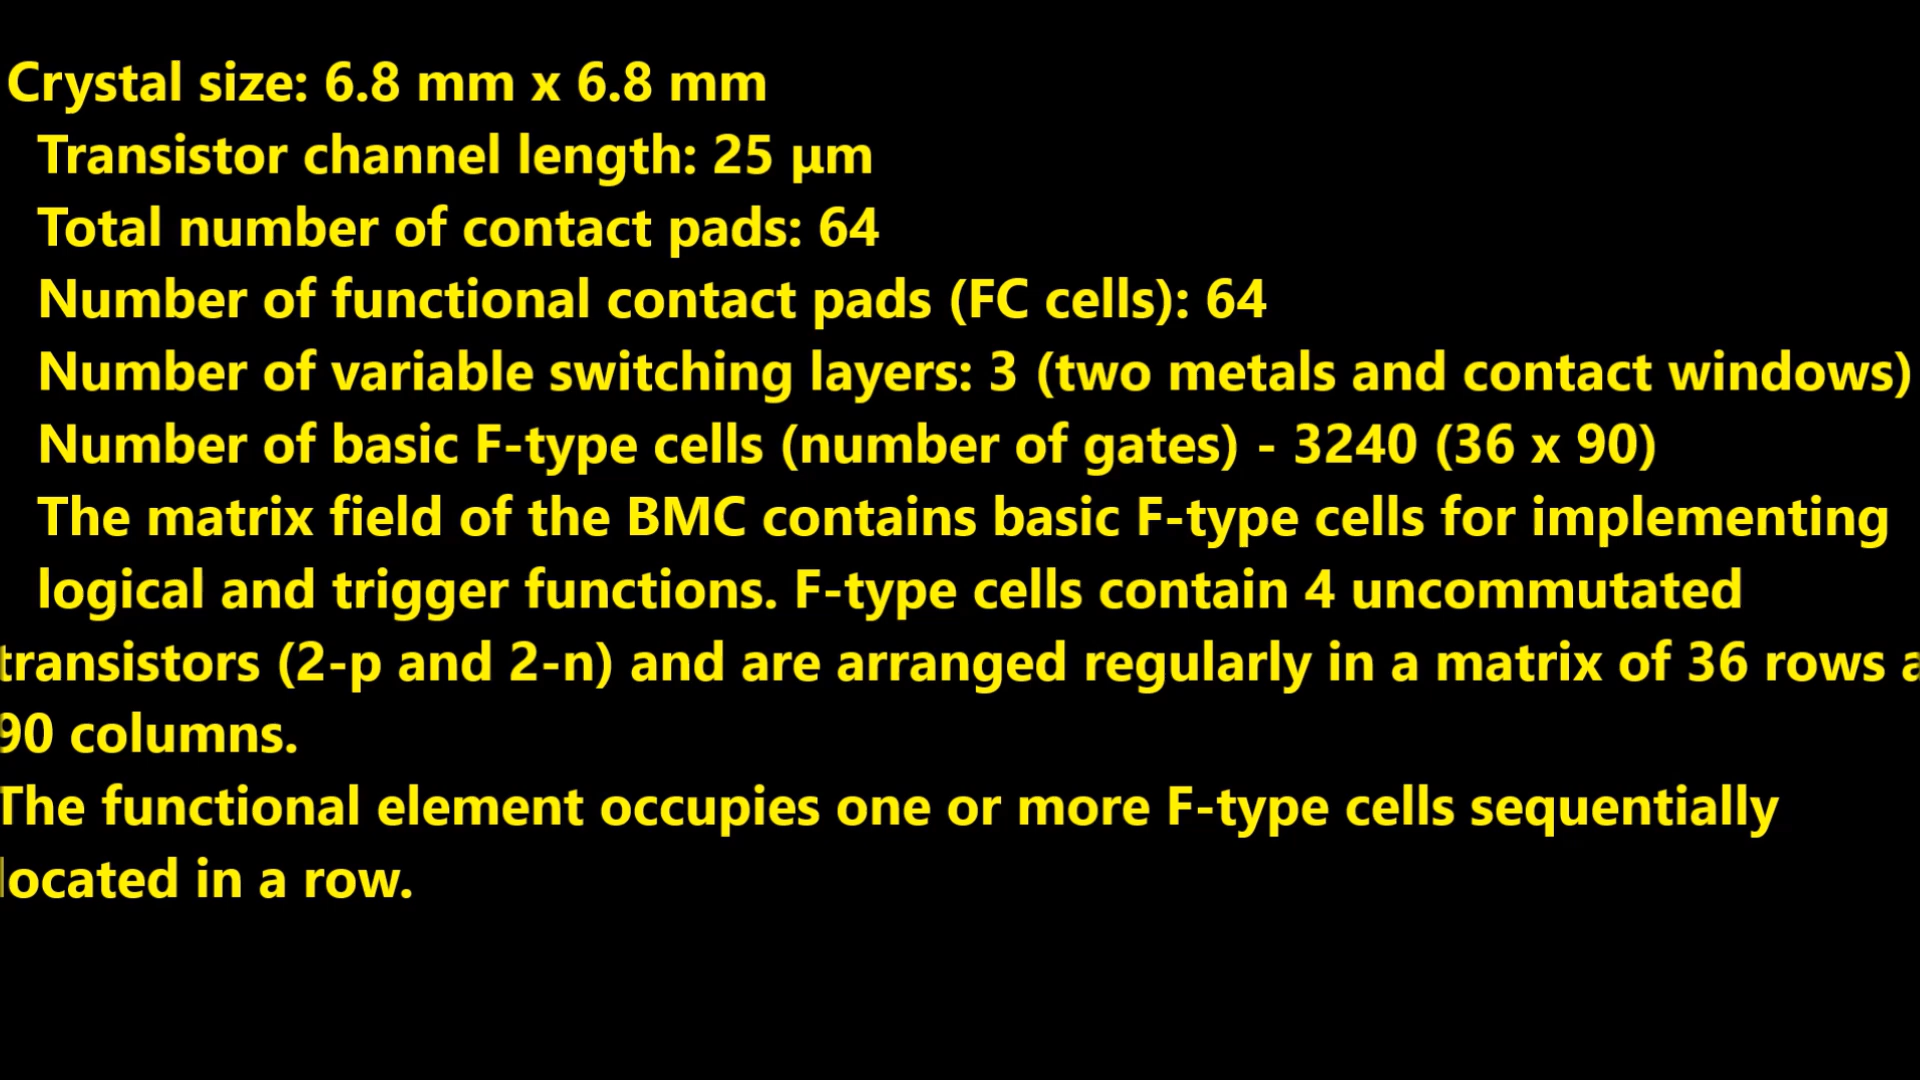 Crystal size: 6.8 mm x 6.8 mm
Transistor channel length: 25 µm
Total number of contact pads: 64
Number of functional contact pads (FC cells): 64
Number of variable switching layers: 3 (two metals and contact windows)
Number of basic F-type cells (number of gates) - 3240 (36 x 90)
The matrix field of the BMC contains basic F-type cells for implementing
logical and trigger functions. F-type cells contain 4 uncommutated
transistors (2-p and 2-n) and are arranged regularly in a matrix of 36 rows
90 columns.
The functional element occupies one or more F-type cells sequentially
located in a row.